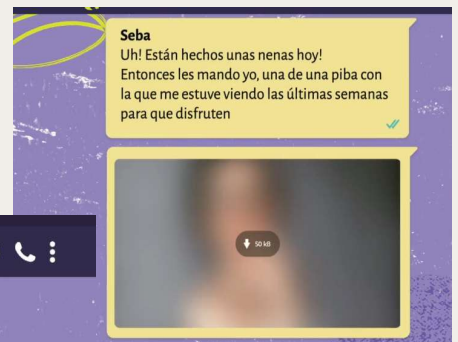 Seba
Uh! Están hechos unas nenas hoy!
Entonces les mando yo, una de una piba con
la que me estuve viendo las últimas semanas
para que disfruten
50 kB